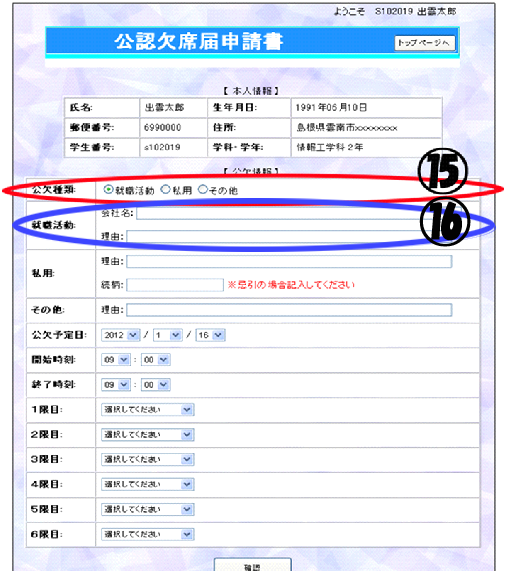 ようこそ S102019 出雲太郎
公認欠席届申請書
トップページへ
【 本人情報 】
氏名: 出雲太郎 生年月日: 1991年05月10日
郵便番号: 6990000 住所: 島根県雲南市xxxxxxxx
学生番号: s102019 学科・学年: 情報工学科2年
【 公欠情報 】
⑮
公欠種類: 就職活動 私用 その他
⑯
就職活動: 会社名:
理由:
私用: 理由:
続柄: ※忌引の場合記入してください
その他: 理由:
公欠予定日: 2012 / 1 / 16
開始時刻: 09 : 00
終了時刻: 09 : 00
1限目: 選択してください
2限目: 選択してください
3限目: 選択してください
4限目: 選択してください
5限目: 選択してください
6限目: 選択してください
確認